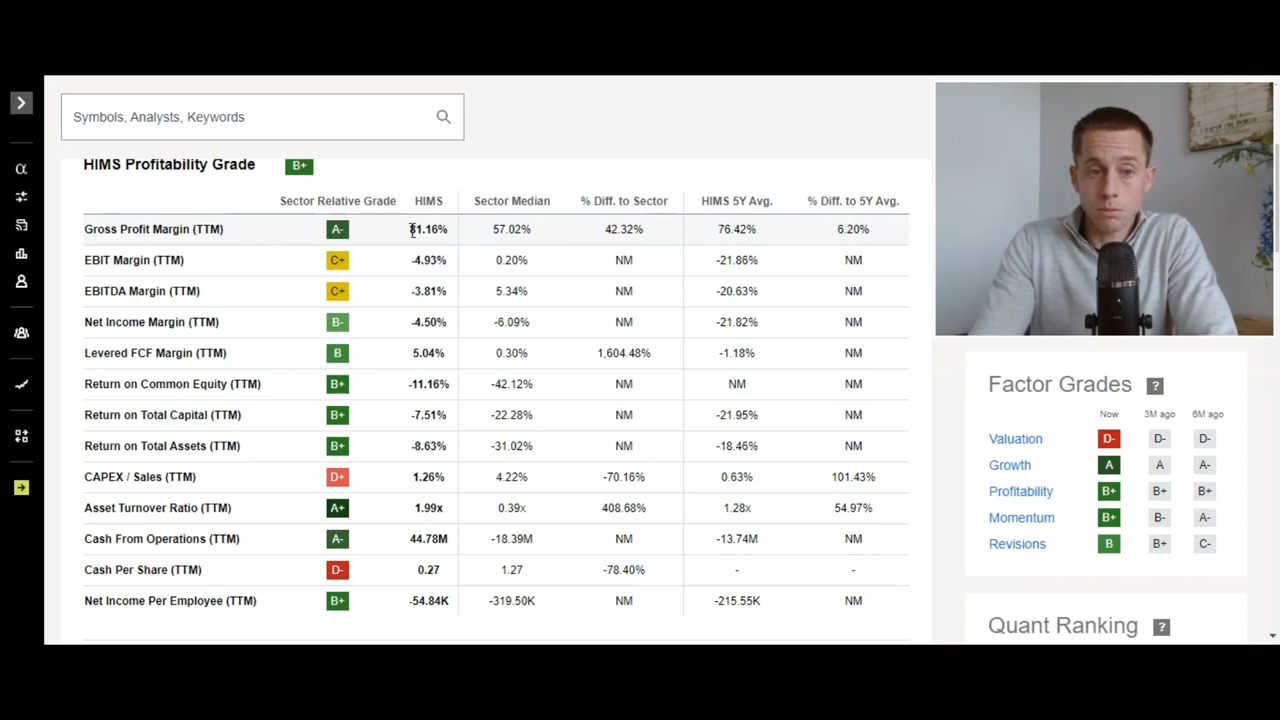 Symbols, Analysts, Keywords
HIMS Profitability Grade B+
Sector Relative Grade HIMS Sector Median % Diff. to Sector HIMS 5Y Avg. % Diff. to 5Y Avg.
Gross Profit Margin (TTM) A- 81.16% 57.02% 42.32% 76.42% 6.20%
EBIT Margin (TTM) C+ -4.93% 0.20% NM -21.86% NM
EBITDA Margin (TTM) C+ -3.81% 5.34% NM -20.63% NM
Net Income Margin (TTM) B- -4.50% -6.09% NM -21.82% NM
Levered FCF Margin (TTM) B 5.04% 0.30% 1,604.48% -1.18% NM
Return on Common Equity (TTM) B+ -11.16% -42.12% NM NM NM
Return on Total Capital (TTM) B+ -7.51% -22.28% NM -21.95% NM
Return on Total Assets (TTM) B+ -8.63% -31.02% NM -18.46% NM
CAPEX / Sales (TTM) D+ 1.26% 4.22% -70.16% 0.63% 101.43%
Asset Turnover Ratio (TTM) A+ 1.99x 0.39x 408.68% 1.28x 54.97%
Cash From Operations (TTM) A- 44.78M -18.39M NM -13.74M NM
Cash Per Share (TTM) D- 0.27 1.27 -78.40% - -
Net Income Per Employee (TTM) B+ -54.84K -319.50K NM -215.55K NM
Factor Grades ?
Now 3M ago 6M ago
Valuation D- D- D-
Growth A A A-
Profitability B+ B+ B+
Momentum B+ B- A-
Revisions B B+ C-
Quant Ranking ?